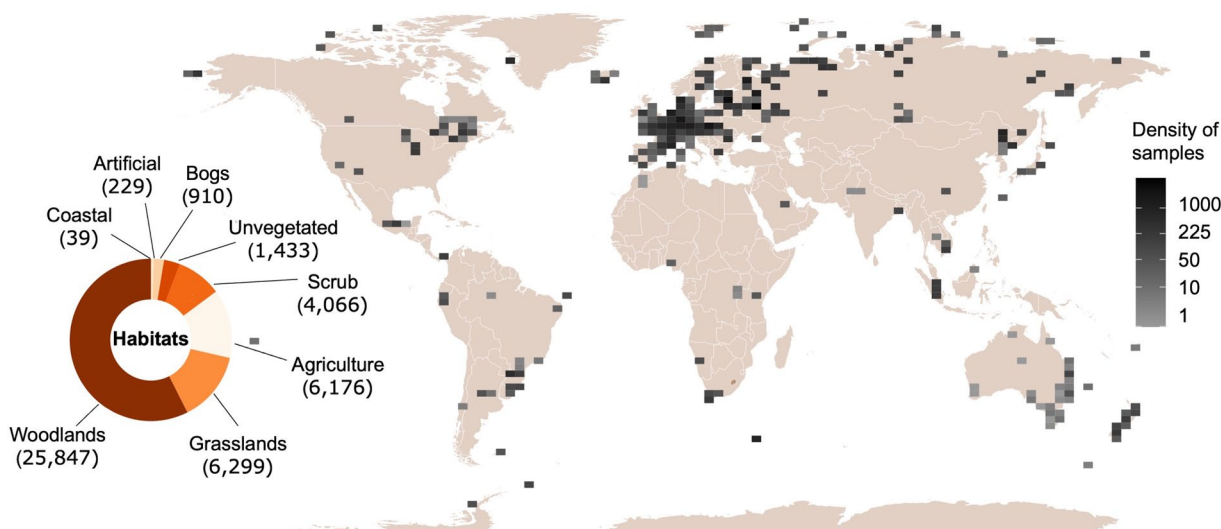 Artificial
(229)
Bogs
(910)
Coastal
(39)
Unvegetated
(1,433)
Scrub
(4,066)
Habitats
Agriculture
(6,176)
Woodlands
(25,847)
Grasslands
(6,299)
Density of
samples
1000
225
50
10
1